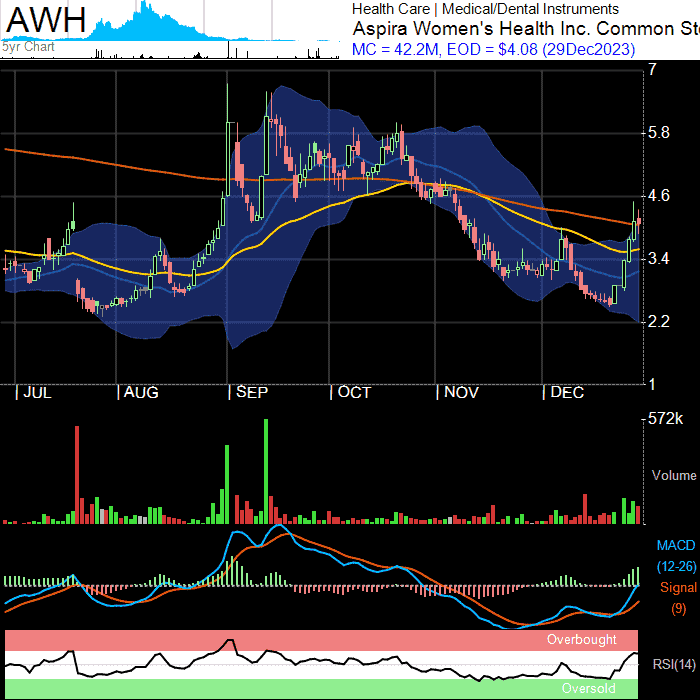 AWH
5yr Chart
Health Care | Medical/Dental Instruments
Aspira Women's Health Inc. Common Sto
MC = 42.2M, EOD = $4.08 (29Dec2023)
7
5.8
4.6
3.4
2.2
1
| JUL | AUG | SEP | OCT | NOV | DEC
572k
Volume
MACD
(12-26)
Signal
(9)
Overbought
RSI(14)
Oversold